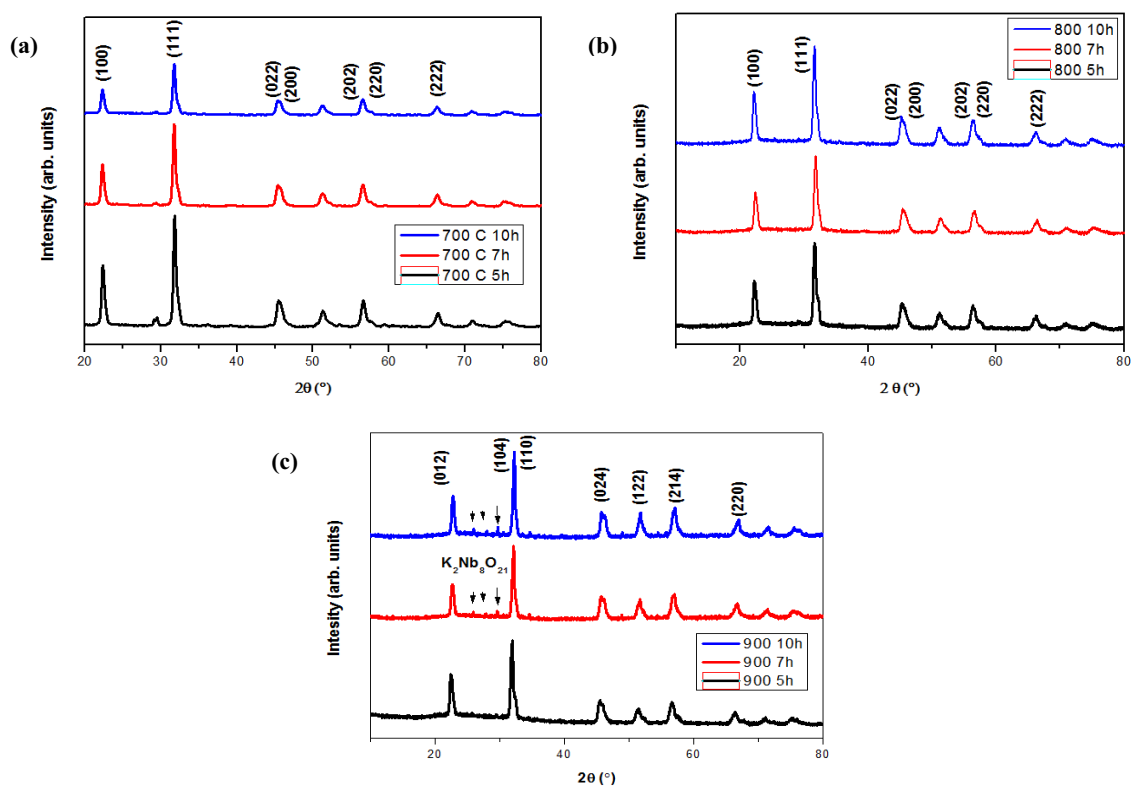 (a)
Intensity (arb. units)
(100)
(111)
(022)
(200)
(202)
(220)
(222)
700 C 10h
700 C 7h
700 C 5h
20 30 40 50 60 70 80
2θ (°)
(b)
Intensity (arb. units)
(100)
(111)
(022)
(200)
(202)
(220)
(222)
800 10h
800 7h
800 5h
20 40 60 80
2 θ (°)
(c)
Intesity (arb. units)
(012)
(104)
(110)
(024)
(122)
(214)
(220)
K₂Nb₈O₂₁
900 10h
900 7h
900 5h
20 40 60 80
2θ (°)